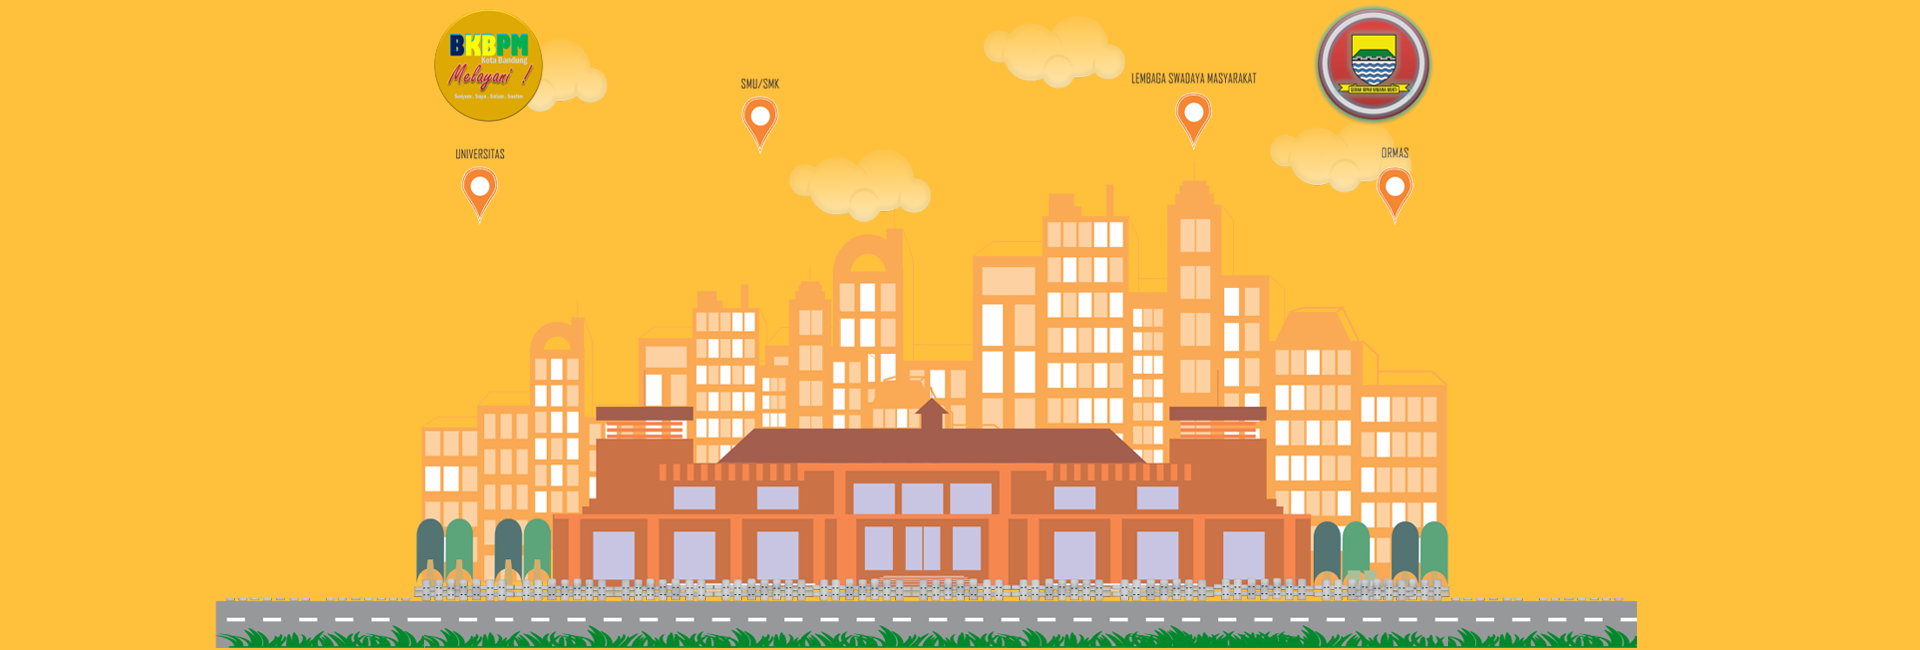 BKBPM
Kota Bandung
Melayani !
SMU/SMK
LEMBAGA SWADAYA MASYARAKAT
UNIVERSITAS
ORMAS